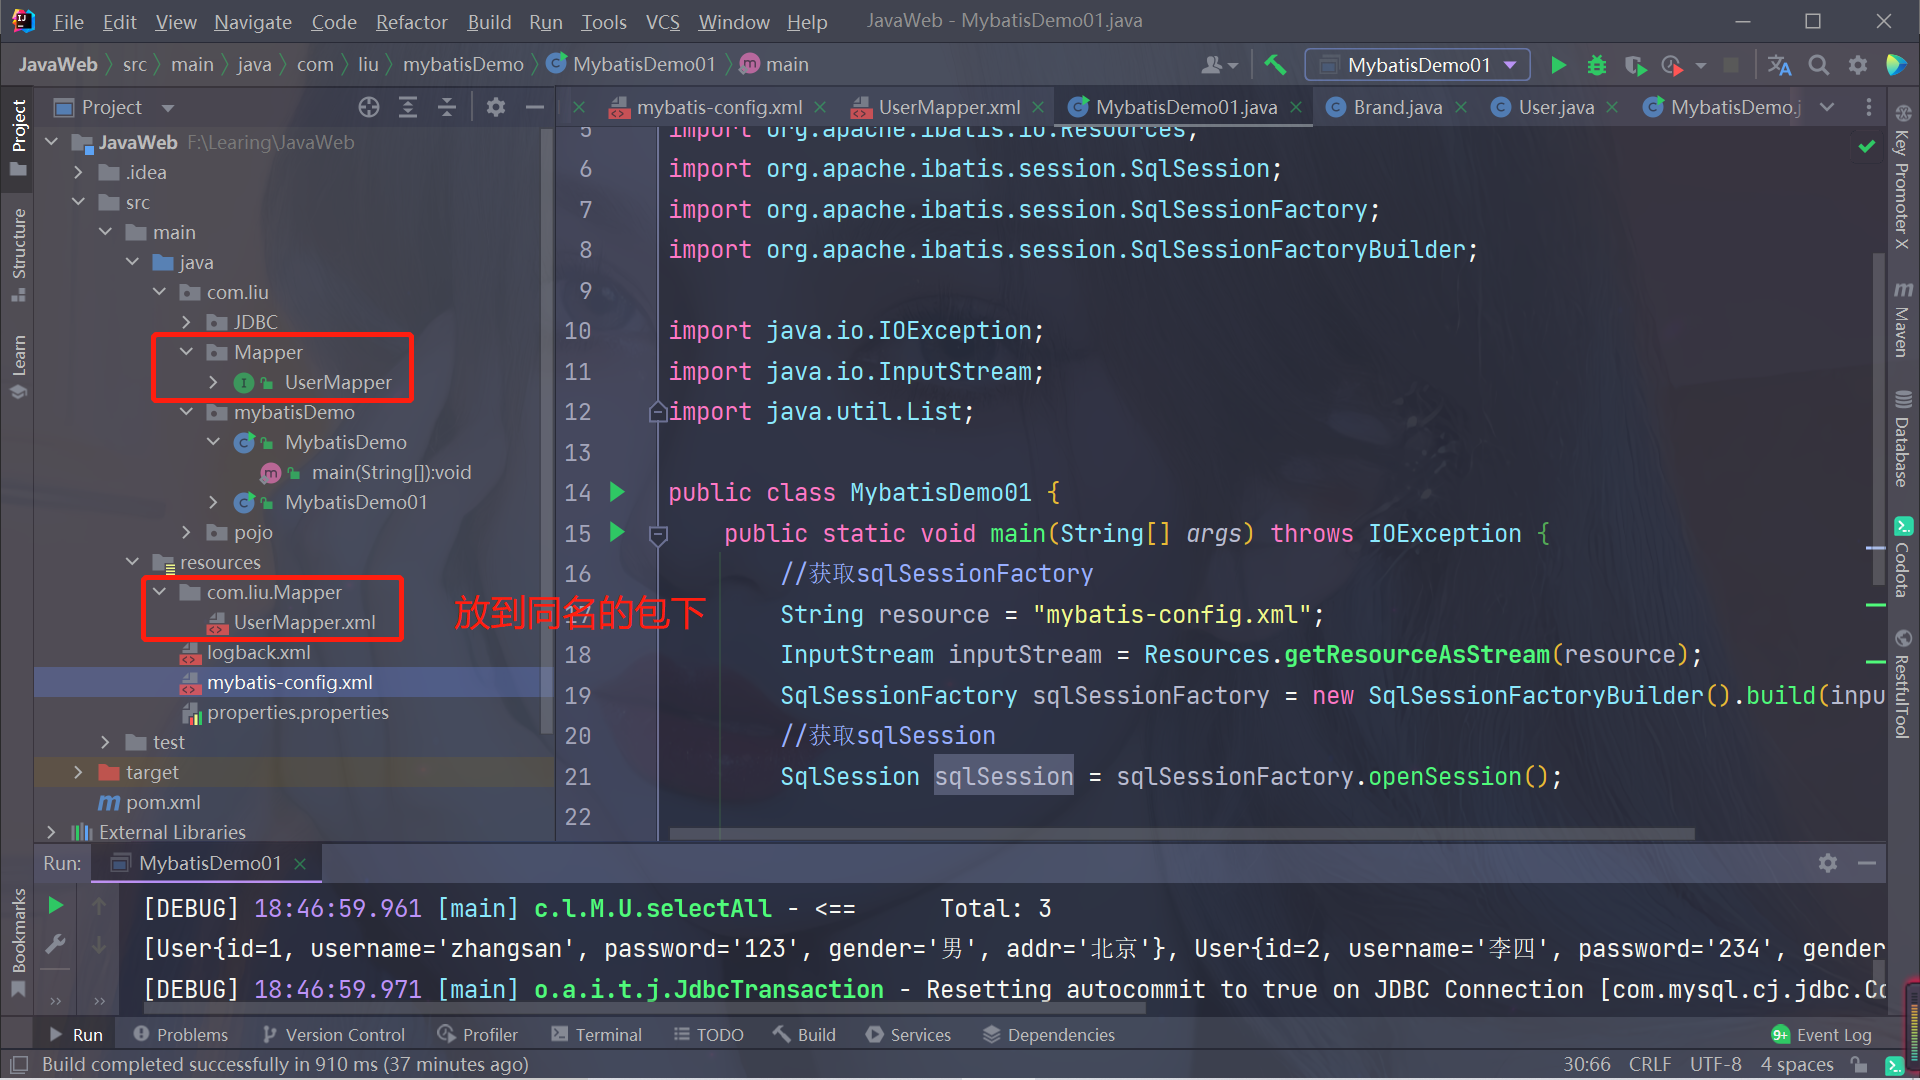 File Edit View Navigate Code Refactor Build Run Tools VCS Window Help JavaWeb - MybatisDemo01.java
JavaWeb src main java com liu mybatisDemo MybatisDemo01 main MybatisDemo01
Project
mybatis-config.xml UserMapper.xml MybatisDemo01.java Brand.java User.java MybatisDemo.j
JavaWeb F:\Learing\JavaWeb
.idea
src
main
java
com.liu
JDBC
Mapper
UserMapper
mybatisDemo
MybatisDemo
main(String[]):void
MybatisDemo01
pojo
resources
com.liu.Mapper
UserMapper.xml
logback.xml
mybatis-config.xml
properties.properties
test
target
pom.xml
External Libraries
放到同名的包下
5 import org.apache.ibatis.io.Resources;
6 import org.apache.ibatis.session.SqlSession;
7 import org.apache.ibatis.session.SqlSessionFactory;
8 import org.apache.ibatis.session.SqlSessionFactoryBuilder;
9
10 import java.io.IOException;
11 import java.io.InputStream;
12 import java.util.List;
13
14 public class MybatisDemo01 {
15 public static void main(String[] args) throws IOException {
16 //获取sqlSessionFactory
17 String resource = "mybatis-config.xml";
18 InputStream inputStream = Resources.getResourceAsStream(resource);
19 SqlSessionFactory sqlSessionFactory = new SqlSessionFactoryBuilder().build(inpu
20 //获取sqlSession
21 SqlSession sqlSession = sqlSessionFactory.openSession();
22
Project
Structure
Learn
Bookmarks
Key Promoter X
Maven
Database
Codota
RestfulTool
Run: MybatisDemo01
[DEBUG] 18:46:59.961 [main] c.l.M.U.selectAll - <== Total: 3
[User{id=1, username='zhangsan', password='123', gender='男', addr='北京'}, User{id=2, username='李四', password='234', gender
[DEBUG] 18:46:59.971 [main] o.a.i.t.j.JdbcTransaction - Resetting autocommit to true on JDBC Connection [com.mysql.cj.jdbc.Co
Run Problems Version Control Profiler Terminal TODO Build Services Dependencies 9+ Event Log
Build completed successfully in 910 ms (37 minutes ago) 30:66 CRLF UTF-8 4 spaces